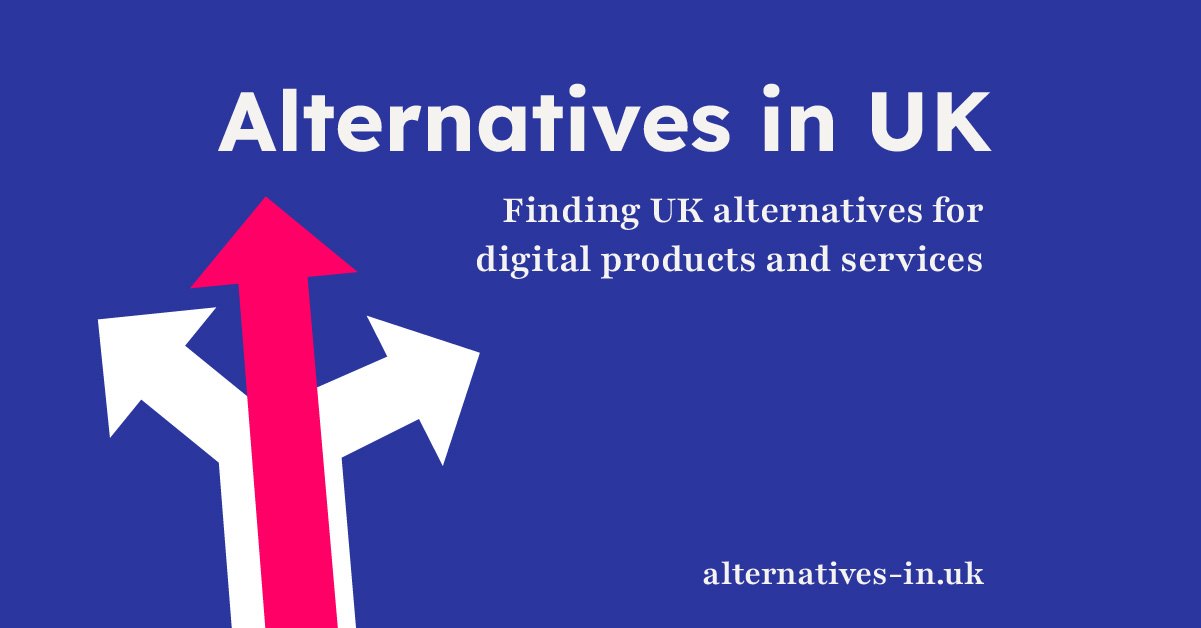 Alternatives in UK
Finding UK alternatives for
digital products and services
alternatives-in.uk